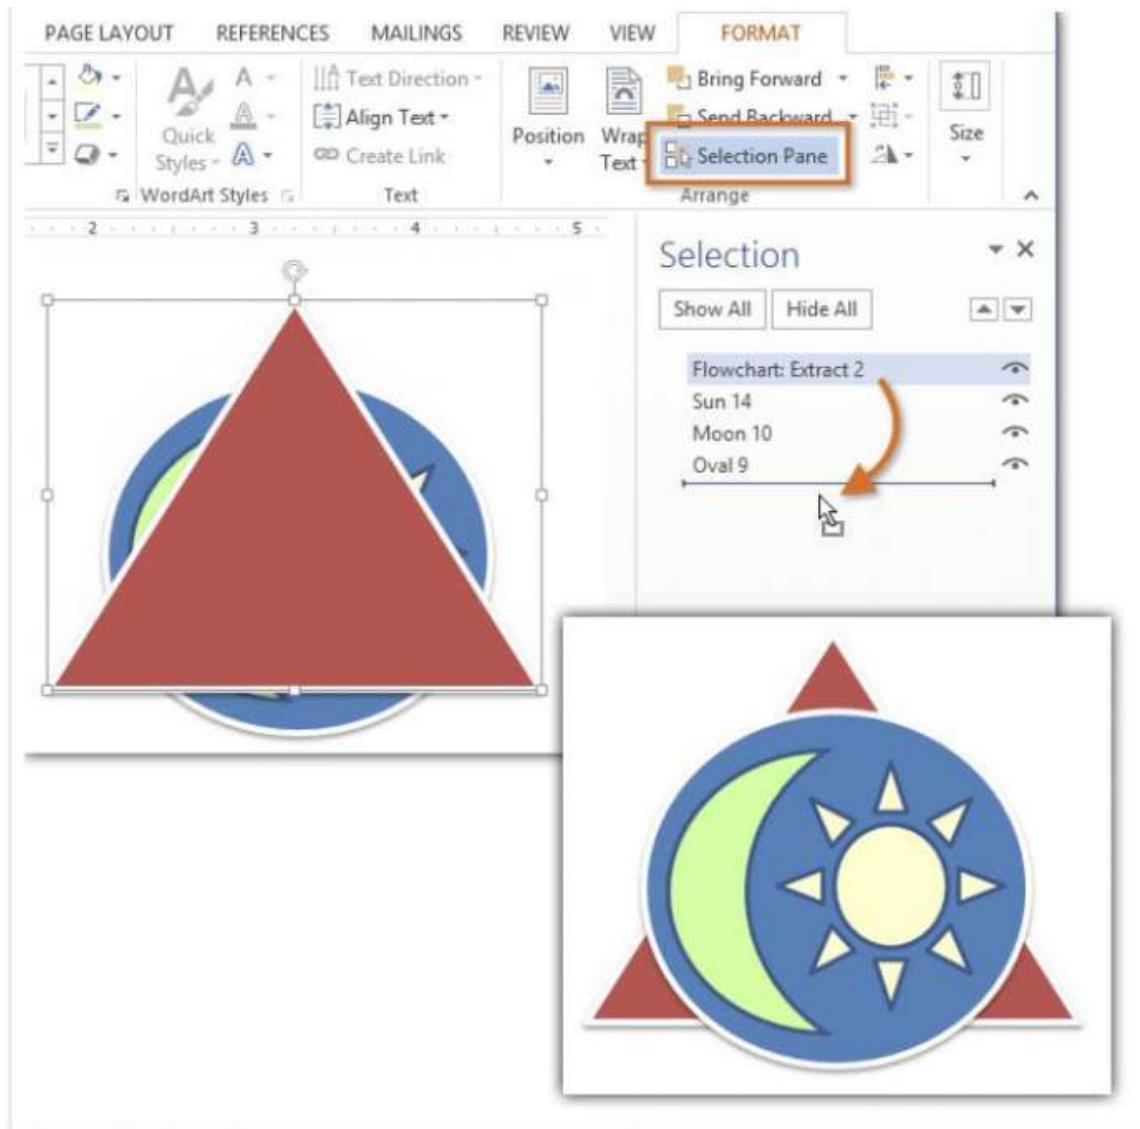 PAGE LAYOUT REFERENCES MAILINGS REVIEW VIEW FORMAT
A A Text Direction Bring Forward
Align Text Send Backward
Quick Position Wrap Size
Styles A Create Link Text Selection Pane
WordArt Styles Text Arrange
2 3 4 5
Selection
Show All Hide All
Flowchart: Extract 2
Sun 14
Moon 10
Oval 9